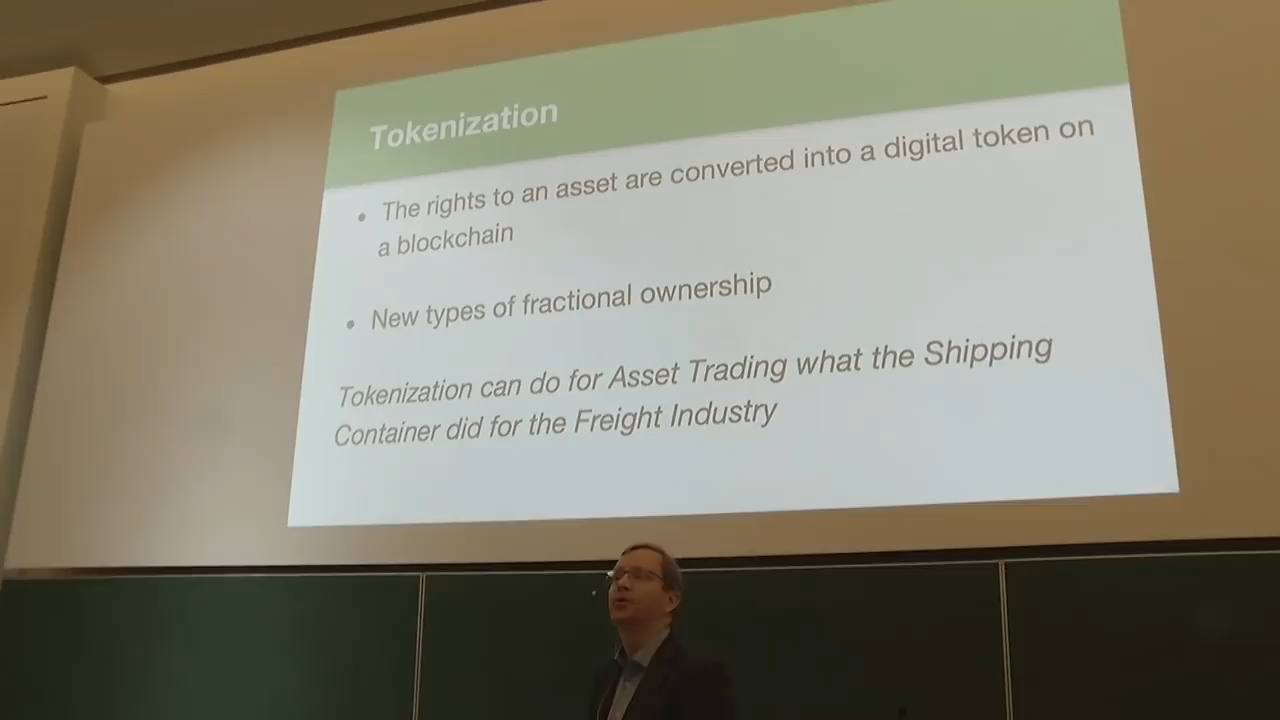 Tokenization
• The rights to an asset are converted into a digital token on
a blockchain
• New types of fractional ownership
Tokenization can do for Asset Trading what the Shipping
Container did for the Freight Industry